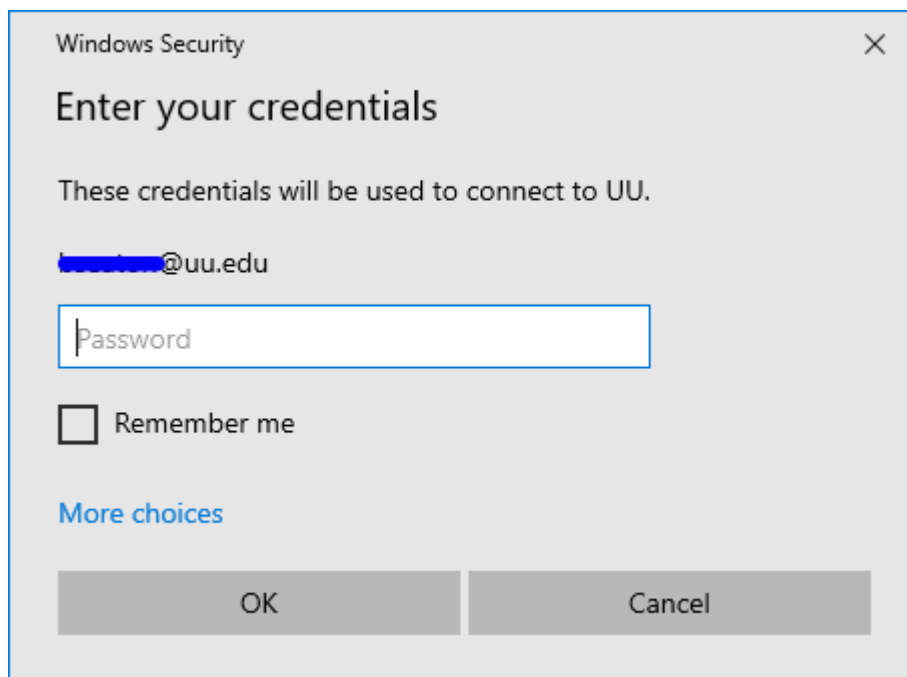 Windows Security
Enter your credentials
These credentials will be used to connect to UU.
@uu.edu
Password
Remember me
More choices
OK
Cancel